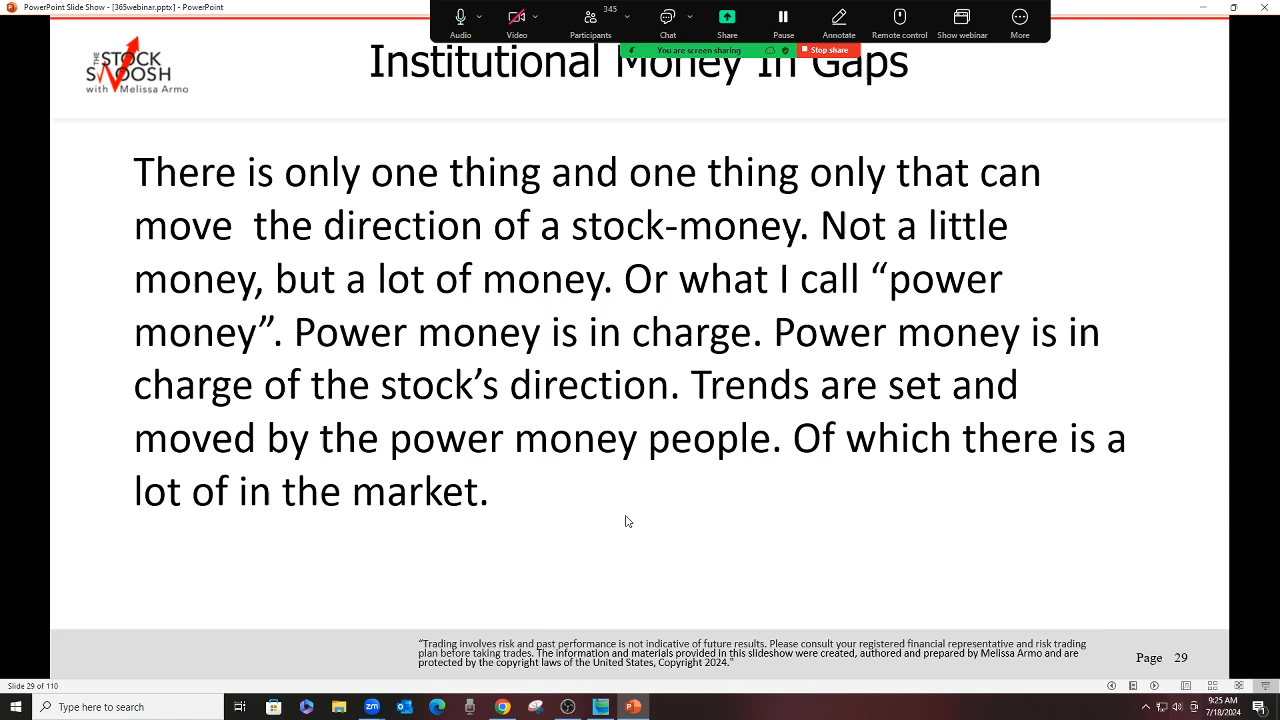 PowerPoint Slide Show - [365webinar.pptx] - PowerPoint
345
Audio
Video
Participants
Chat
Share
Pause
Annotate
Remote control
Show webinar
More
You are screen sharing
Stop share
THE
STOCK
SWOOSH
with Melissa Armo
Institutional Money In Gaps
There is only one thing and one thing only that can
move  the direction of a stock-money. Not a little
money, but a lot of money. Or what I call “power
money”. Power money is in charge. Power money is in
charge of the stock’s direction. Trends are set and
moved by the power money people. Of which there is a
lot of in the market.
“Trading involves risk and past performance is not indicative of future results. Please consult your registered financial representative and risk trading
plan before taking trades. The information and materials provided in this slideshow were created, authored and prepared by Melissa Armo and are
protected by the copyright laws of the United States, Copyright 2024."
Page 29
Slide 29 of 110
Type here to search
9:25 AM
7/18/2024